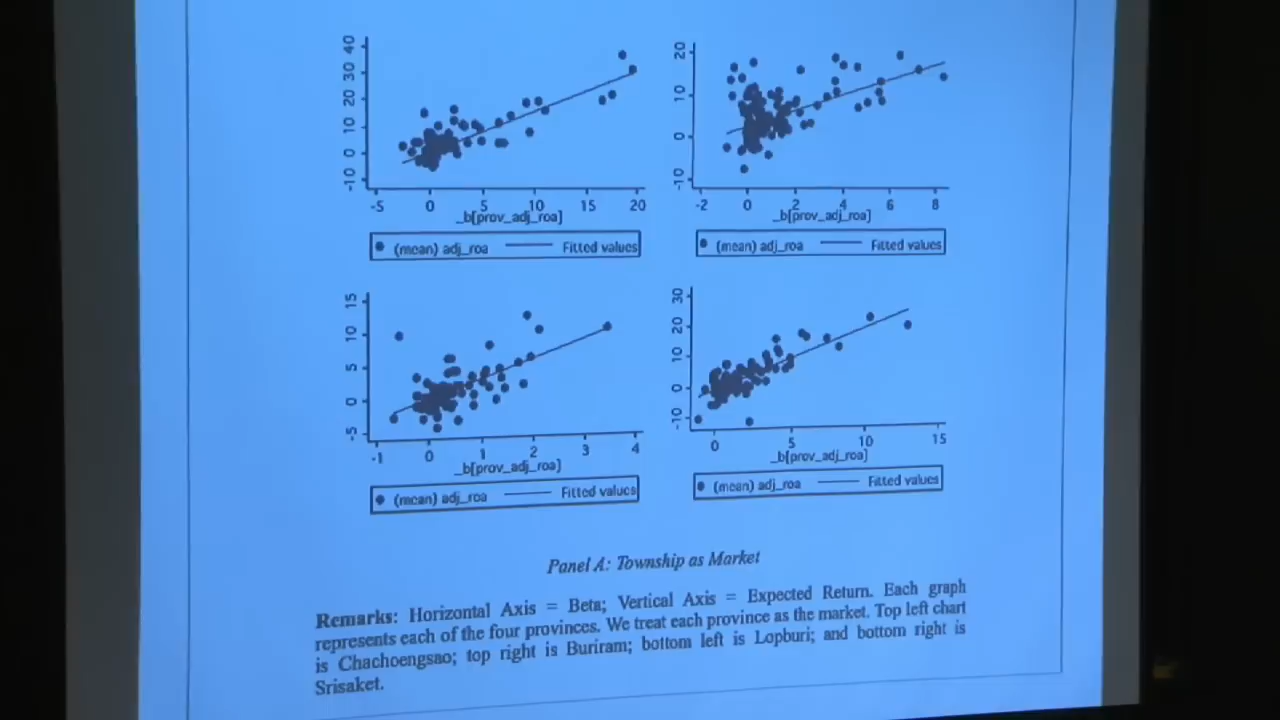 40
30
20
10
0
-10
-5 0 5 10 15 20
_b[prov_adj_roa]
(mean) adj_roa Fitted values
20
10
0
-10
-2 0 2 4 6 8
_b[prov_adj_roa]
(mean) adj_roa Fitted values
15
10
5
0
-5
-1 0 1 2 3 4
_b[prov_adj_roa]
(mean) adj_roa Fitted values
30
20
10
0
-10
0 5 10 15
_b[prov_adj_roa]
(mean) adj_roa Fitted values
Panel A: Township as Market
Remarks: Horizontal Axis = Beta; Vertical Axis = Expected Return. Each graph
represents each of the four provinces. We treat each province as the market. Top left chart
is Chachoengsao; top right is Buriram; bottom left is Lopburi; and bottom right is
Srisaket.